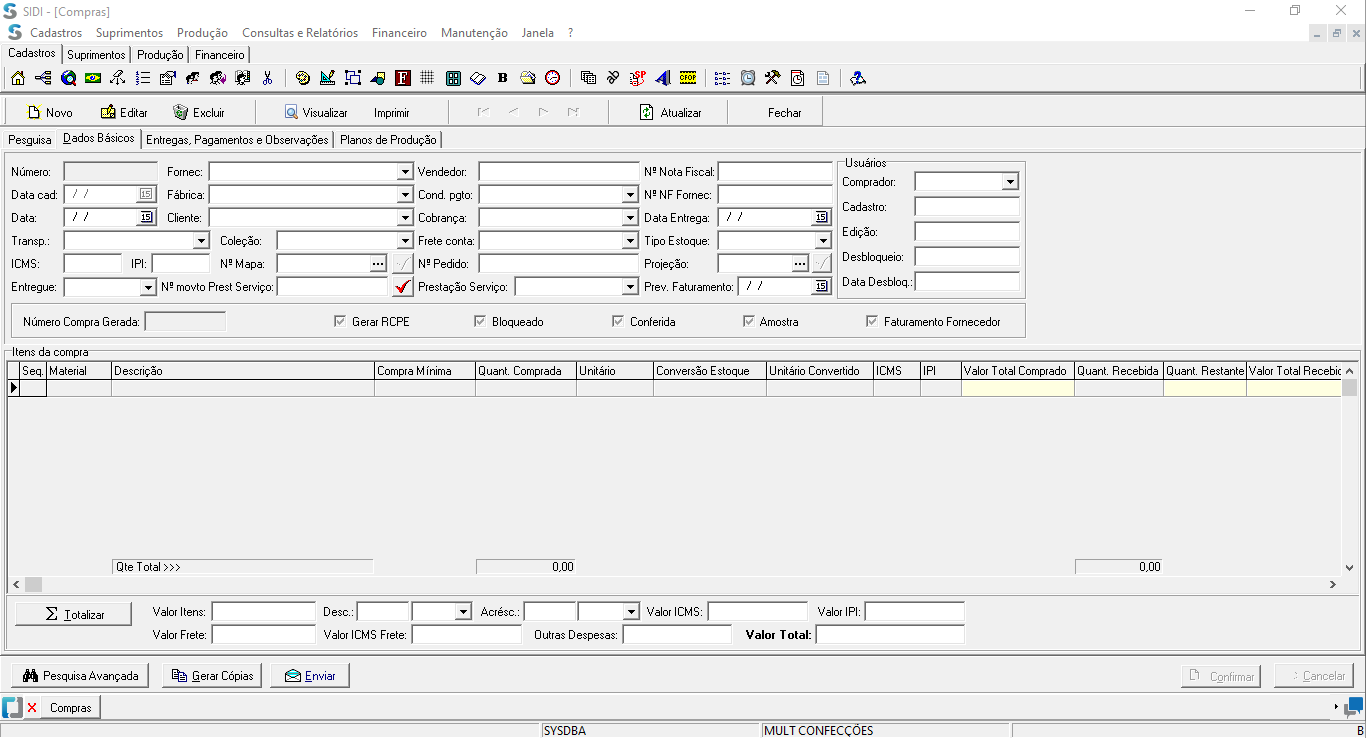 SIDI - [Compras]
Cadastros Suprimentos Produção Consultas e Relatórios Financeiro Manutenção Janela ?
Cadastros Suprimentos Produção Financeiro
F B SP CFOP
Novo Editar Excluir Visualizar Imprimir Atualizar Fechar
Pesquisa Dados Básicos Entregas, Pagamentos e Observações Planos de Produção
Número: Fornec: Vendedor: Nº Nota Fiscal: Usuários
Comprador:
Data cad: / / 15 Fábrica: Cond. pgto: Nº NF Fornec:
Cadastro:
Data: / / 15 Cliente: Cobrança: Data Entrega: / / 15
Edição:
Transp.: Coleção: Frete conta: Tipo Estoque:
Desbloqueio:
ICMS: IPI: Nº Mapa: ... Nº Pedido: Projeção: ...
Data Desbloq.:
Entregue: Nº movto Prest Serviço: Prestação Serviço: Prev. Faturamento: / / 15
Número Compra Gerada: Gerar RCPE Bloqueado Conferida Amostra Faturamento Fornecedor
Itens da compra
Seq. Material Descrição Compra Mínima Quant. Comprada Unitário Conversão Estoque Unitário Convertido ICMS IPI Valor Total Comprado Quant. Recebida Quant. Restante Valor Total Recebid
Qte Total >>> 0,00 0,00
Σ Totalizar Valor Itens: Desc.: Acrésc.: Valor ICMS: Valor IPI:
Valor Frete: Valor ICMS Frete: Outras Despesas: Valor Total:
Pesquisa Avançada Gerar Cópias Enviar Confirmar Cancelar
Compras
SYSDBA MULT CONFECÇÕES B